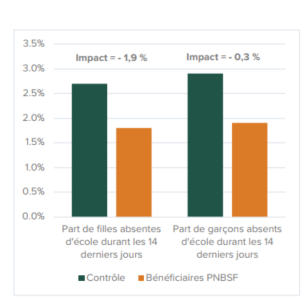 3.5%
Impact = - 1,9 % Impact = - 0,3 %
3.0%
2.5%
2.0%
1.5%
1.0%
0.5%
0.0%
Part de filles absentes Part de garçons absents
d'école durant les 14 d'école durant les 14
derniers jours derniers jours
Contrôle Bénéficiaires PNBSF